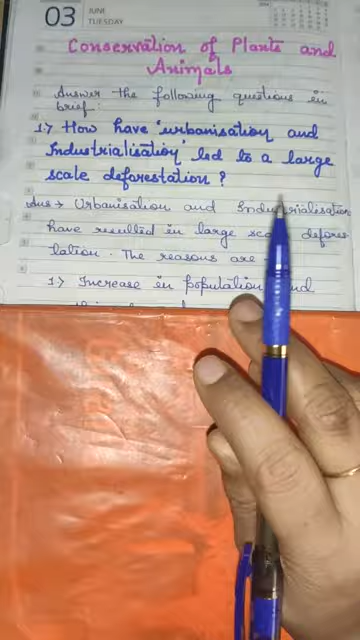 03 JUNE
TUESDAY
Conservation of Plants and
Animals
Answer the following questions in
brief:
1.> How have 'urbanisation and
Industrialisation' led to a large
scale deforestation?
Ans → Urbanisation and Industrialisation
have resulted in large scale defores
tation. The reasons are
1> Increase in population and